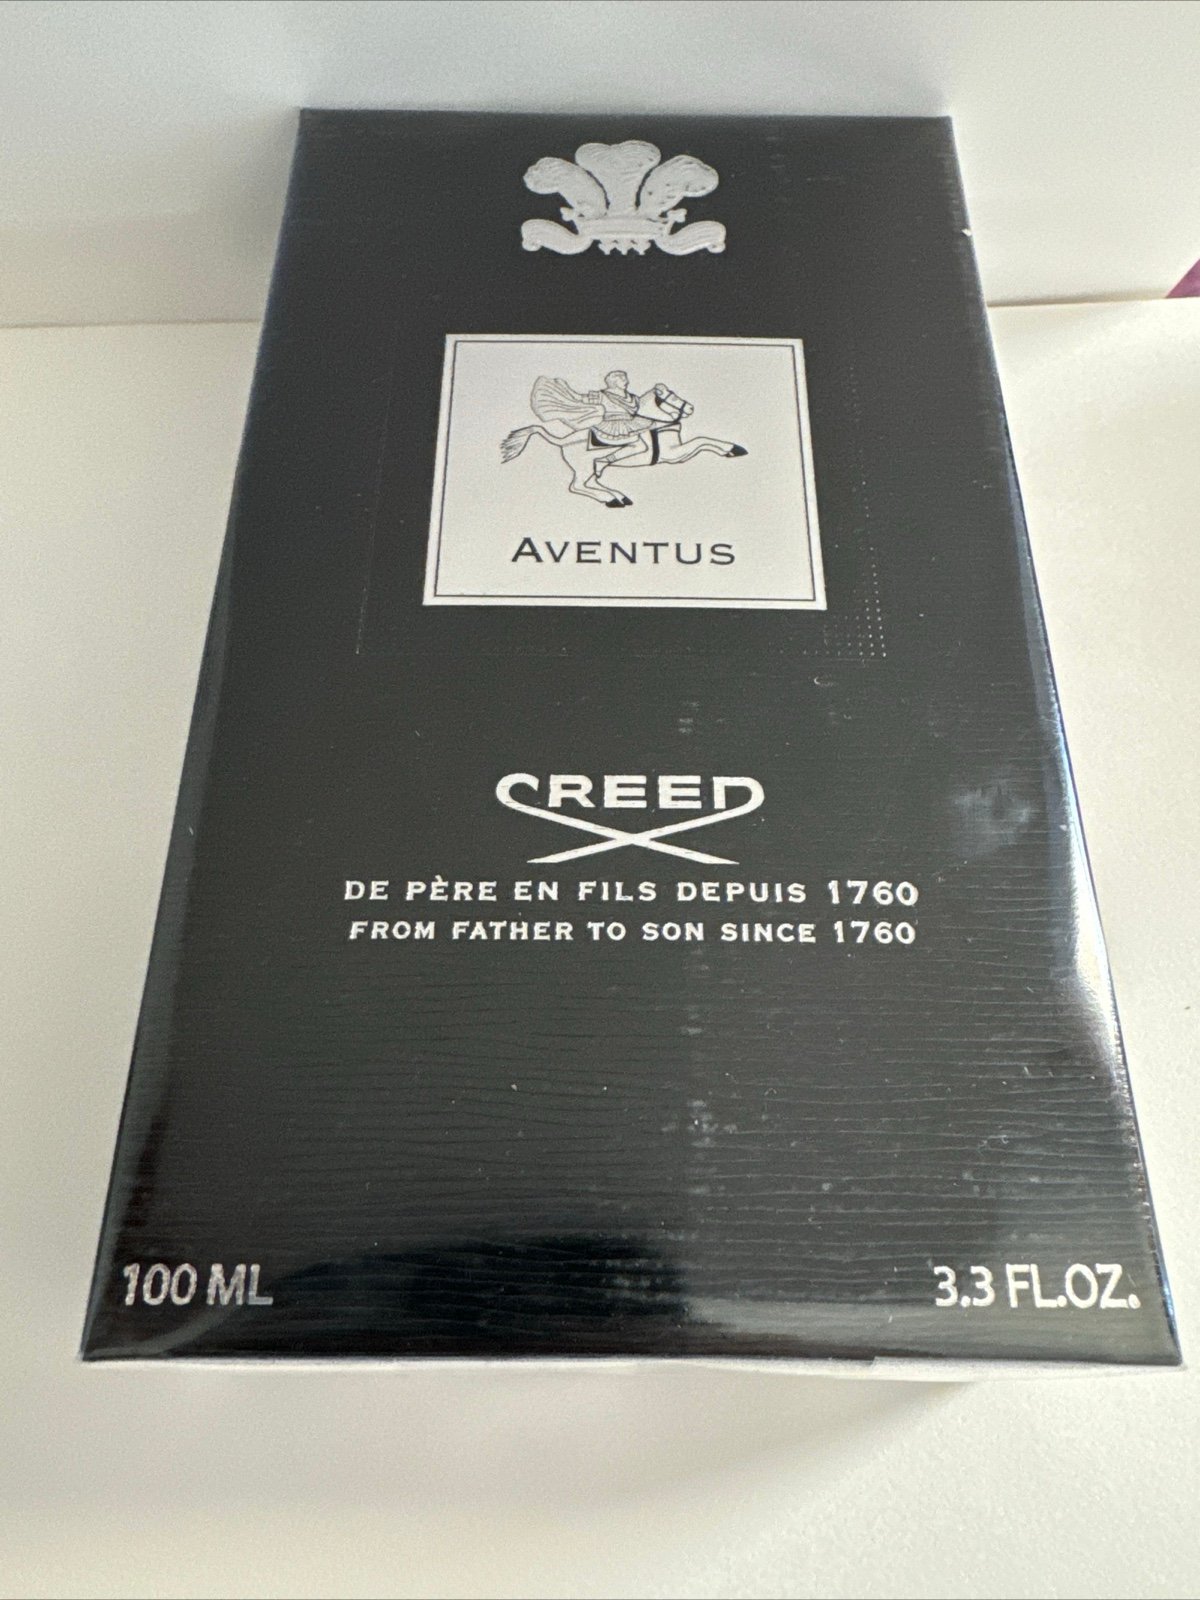 AVENTUS
CREED
DE PÈRE EN FILS DEPUIS 1760
FROM FATHER TO SON SINCE 1760
100 ML
3.3 FL.OZ.